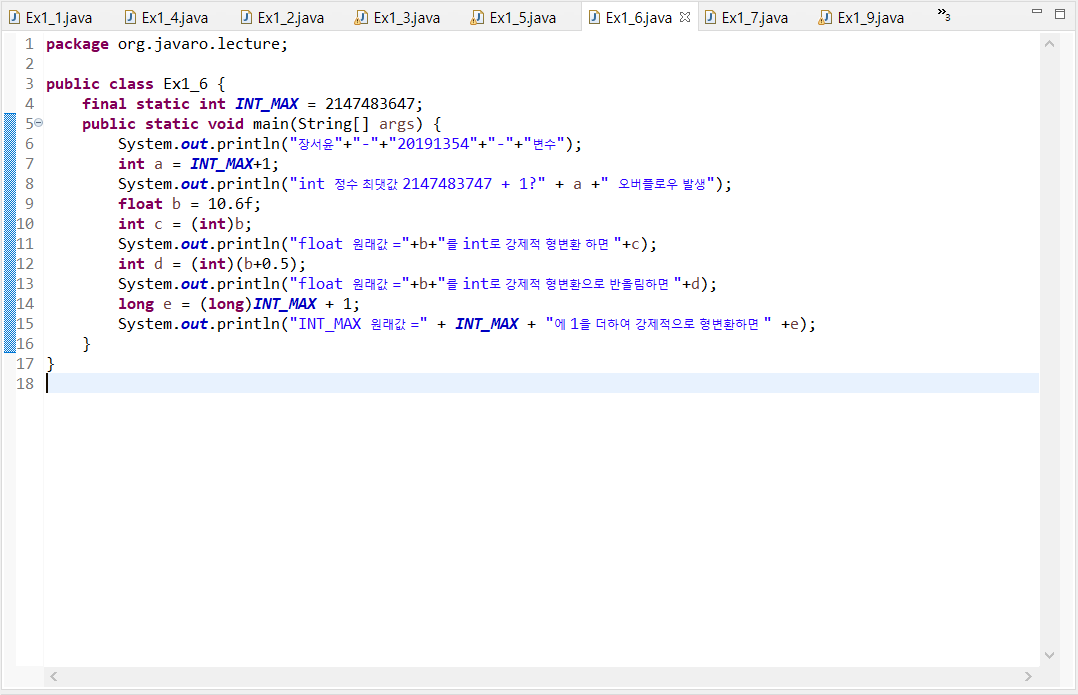 Ex1_1.java Ex1_4.java Ex1_2.java Ex1_3.java Ex1_5.java Ex1_6.java Ex1_7.java Ex1_9.java »3
1 package org.javaro.lecture;
2
3 public class Ex1_6 {
4 final static int INT_MAX = 2147483647;
5 public static void main(String[] args) {
6 System.out.println("장서윤"+"-"+"20191354"+"-"+"변수");
7 int a = INT_MAX+1;
8 System.out.println("int 정수 최댓값 2147483747 + 1?" + a +" 오버플로우 발생");
9 float b = 10.6f;
10 int c = (int)b;
11 System.out.println("float 원래값 ="+b+"를 int로 강제적 형변환 하면 "+c);
12 int d = (int)(b+0.5);
13 System.out.println("float 원래값 ="+b+"를 int로 강제적 형변환으로 반올림하면 "+d);
14 long e = (long)INT_MAX + 1;
15 System.out.println("INT_MAX 원래값 =" + INT_MAX + "에 1을 더하여 강제적으로 형변환하면 " +e);
16 }
17 }
18